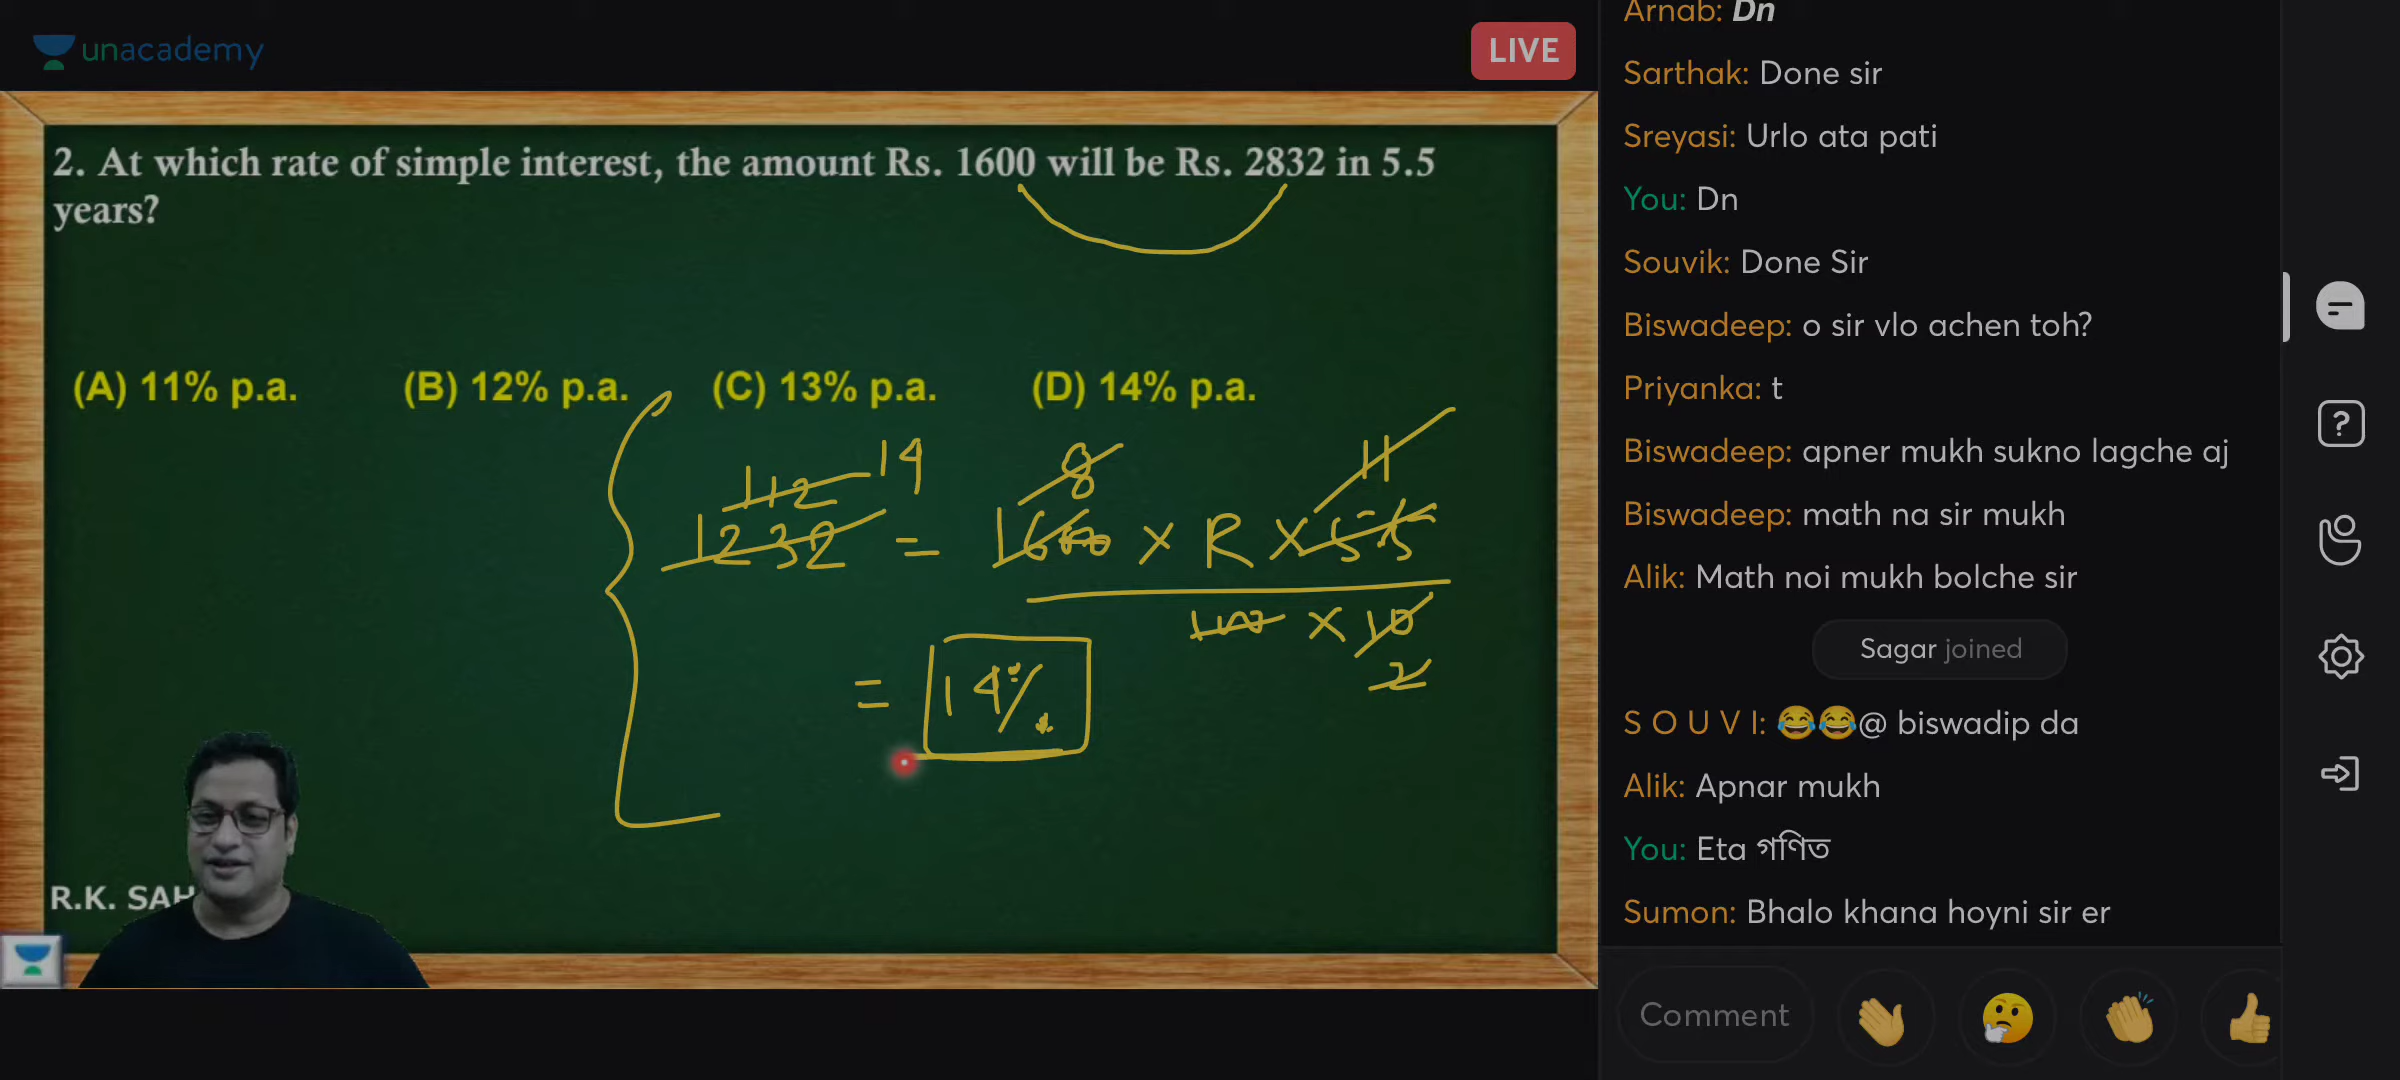 unacademy
LIVE
2. At which rate of simple interest, the amount Rs. 1600 will be Rs. 2832 in 5.5
years?
(A) 11% p.a. (B) 12% p.a. (C) 13% p.a. (D) 14% p.a.
112 14 8 11
1232 = 1600 × R × 55
100 × 10
2
= 14%
R.K. SAH
Arnab: Dn
Sarthak: Done sir
Sreyasi: Urlo ata pati
You: Dn
Souvik: Done Sir
Biswadeep: o sir vlo achen toh?
Priyanka: t
Biswadeep: apner mukh sukno lagche aj
Biswadeep: math na sir mukh
Alik: Math noi mukh bolche sir
Sagar joined
S O U V I: 😂😂@ biswadip da
Alik: Apnar mukh
You: Eta গণিত
Sumon: Bhalo khana hoyni sir er
Comment